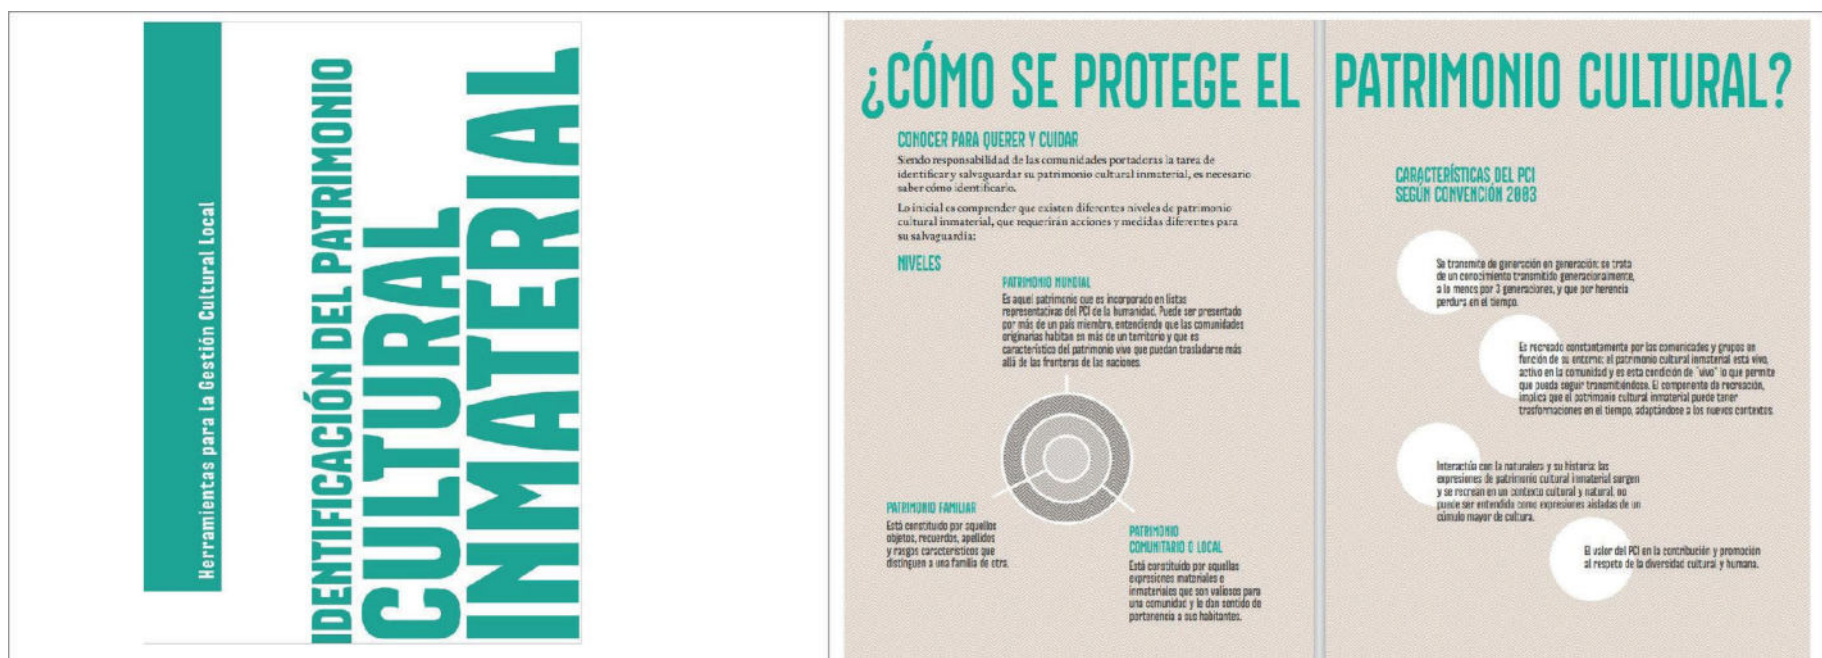 Herramientas para la Gestión Cultural Local
IDENTIFICACIÓN DEL PATRIMONIO
CULTURAL
INMATERIAL
¿CÓMO SE PROTEGE EL PATRIMONIO CULTURAL?
CONOCER PARA QUERER Y CUIDAR
Siendo responsabilidad de las comunidades portadoras la tarea de
identificar y salvaguardar su patrimonio cultural inmaterial, es necesario
saber cómo identificarlo.
Lo inicial es comprender que existen diferentes niveles de patrimonio
cultural inmaterial, que requerirán acciones y medidas diferentes para
su salvaguardia:
NIVELES
PATRIMONIO MUNDIAL
Es aquel patrimonio que es incorporado en listas
representativas del PCI de la humanidad. Puede ser presentado
por más de un país miembro, entendiendo que las comunidades
originarias habitan en más de un territorio y que es
característica del patrimonio vivo que puedan trasladarse más
allá de las fronteras de las naciones.
PATRIMONIO FAMILIAR
Está constituido por aquellos
objetos, recuerdos, apellidos
y rasgos característicos que
distinguen a una familia de otra.
PATRIMONIO
COMUNITARIO O LOCAL
Está constituido por aquellas
expresiones materiales e
inmateriales que son valiosos para
una comunidad y le dan sentido de
pertenencia a sus habitantes.
CARACTERÍSTICAS DEL PCI
SEGÚN CONVENCIÓN 2003
Se transmite de generación en generación: se trata
de un conocimiento transmitido generacionalmente,
a lo menos por 3 generaciones, y que por herencia
perdura en el tiempo.
Es recreado constantemente por las comunidades y grupos en
función de su entorno: el patrimonio cultural inmaterial está vivo,
activo en la comunidad y es esta condición de "vivo" lo que permite
que pueda seguir transmitiéndose. El componente de recreación,
implica que el patrimonio cultural inmaterial puede tener
trasformaciones en el tiempo, adaptándose a los nuevos contextos.
Interactúa con la naturaleza y su historia: las
expresiones de patrimonio cultural inmaterial surgen
y se recrean en un contexto cultural y natural, no
puede ser entendida como expresiones aisladas de un
cúmulo mayor de cultura.
El valor del PCI en la contribución y promoción
al respeto de la diversidad cultural y humana.